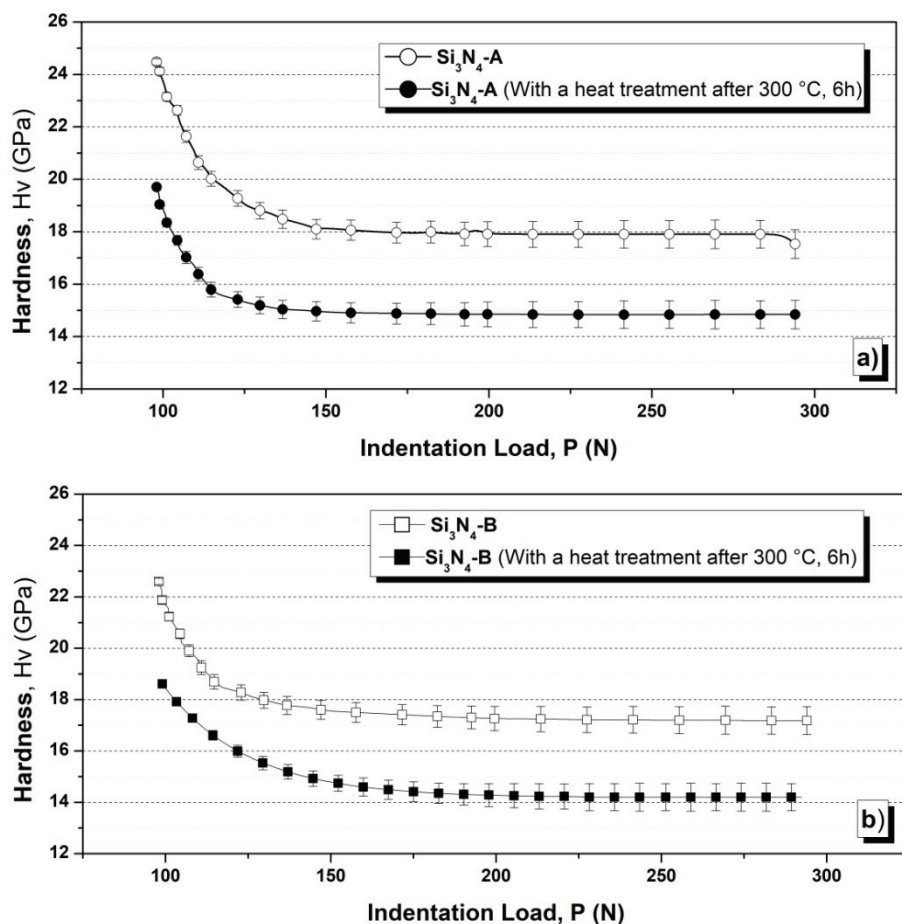 26
24
22
20
18
16
14
12
Hardness, Hv (GPa)
Si₃N₄-A
Si₃N₄-A (With a heat treatment after 300 °C, 6h)
a)
100
150
200
250
300
Indentation Load, P (N)
26
24
22
20
18
16
14
12
Hardness, Hv (GPa)
Si₃N₄-B
Si₃N₄-B (With a heat treatment after 300 °C, 6h)
b)
100
150
200
250
300
Indentation Load, P (N)